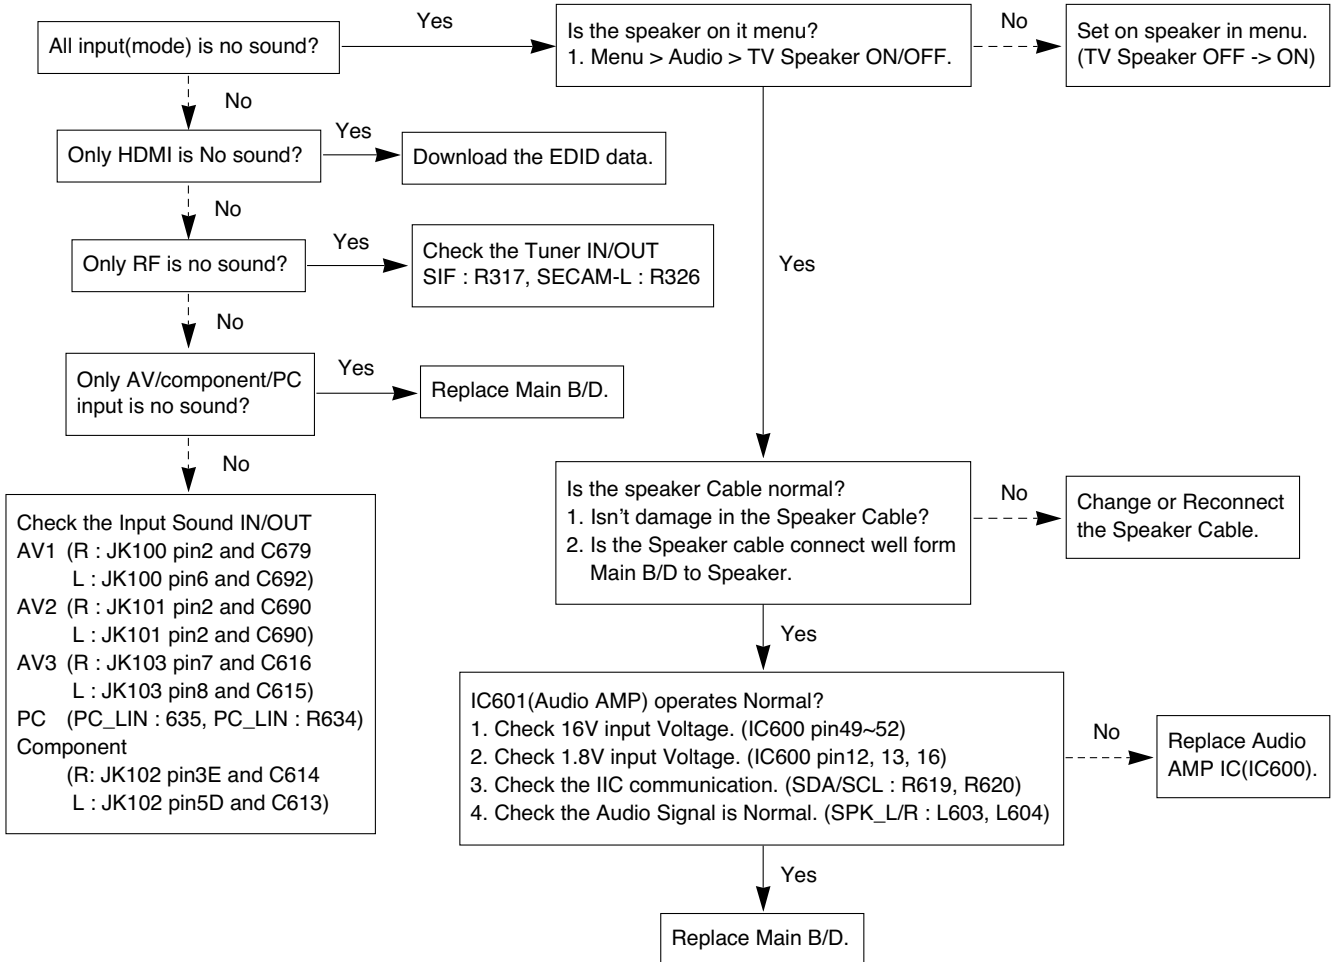 All input(mode) is no sound?
Yes
Is the speaker on it menu?
1. Menu > Audio > TV Speaker ON/OFF.
No
Set on speaker in menu.
(TV Speaker OFF -> ON)
No
Only HDMI is No sound?
Yes
Download the EDID data.
No
Only RF is no sound?
Yes
Check the Tuner IN/OUT
SIF : R317, SECAM-L : R326
Yes
No
Only AV/component/PC
input is no sound?
Yes
Replace Main B/D.
No
Check the Input Sound IN/OUT
AV1 (R : JK100 pin2 and C679
L : JK100 pin6 and C692)
AV2 (R : JK101 pin2 and C690
L : JK101 pin2 and C690)
AV3 (R : JK103 pin7 and C616
L : JK103 pin8 and C615)
PC (PC_LIN : 635, PC_LIN : R634)
Component
(R: JK102 pin3E and C614
L : JK102 pin5D and C613)
Is the speaker Cable normal?
1. Isn't damage in the Speaker Cable?
2. Is the Speaker cable connect well form
Main B/D to Speaker.
No
Change or Reconnect
the Speaker Cable.
Yes
IC601(Audio AMP) operates Normal?
1. Check 16V input Voltage. (IC600 pin49~52)
2. Check 1.8V input Voltage. (IC600 pin12, 13, 16)
3. Check the IIC communication. (SDA/SCL : R619, R620)
4. Check the Audio Signal is Normal. (SPK_L/R : L603, L604)
No
Replace Audio
AMP IC(IC600).
Yes
Replace Main B/D.